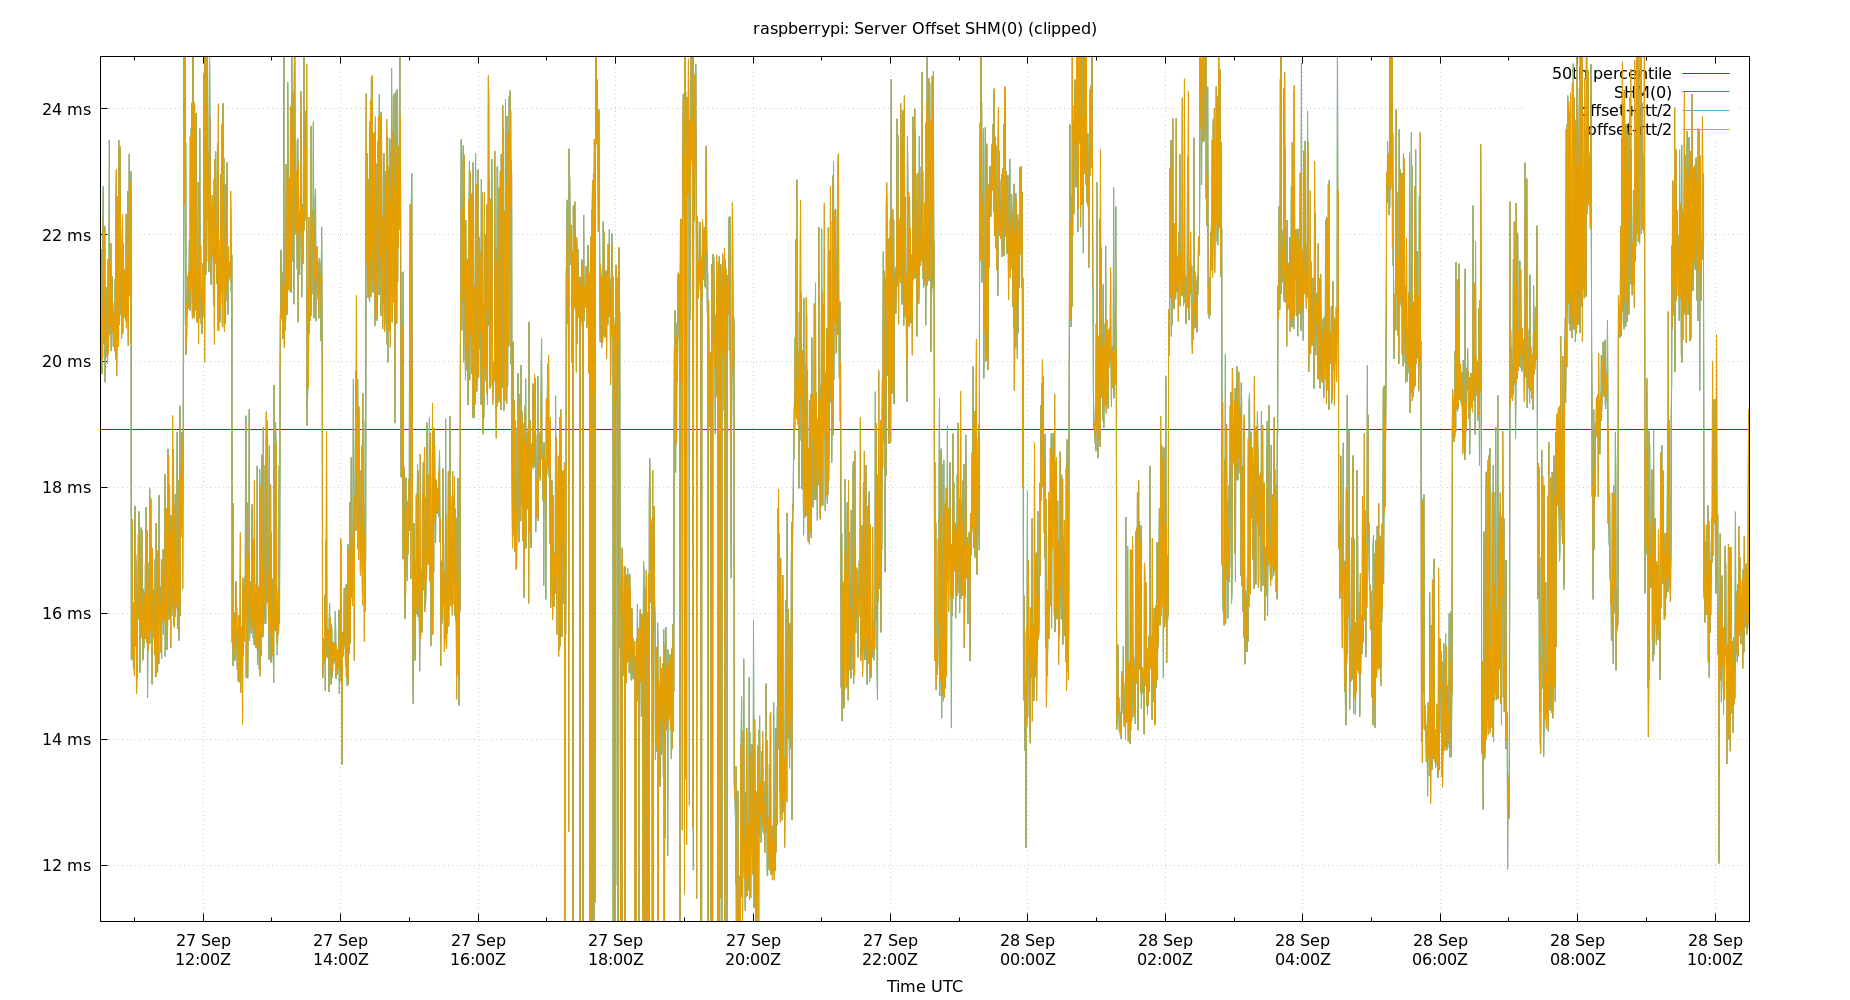 raspberrypi: Server Offset SHM(0) (clipped)
50th percentile
SHM(0)
offset+rtt/2
offset-rtt/2
24 ms
22 ms
20 ms
18 ms
16 ms
14 ms
12 ms
27 Sep 27 Sep 27 Sep 27 Sep 27 Sep 27 Sep 28 Sep 28 Sep 28 Sep 28 Sep 28 Sep 28 Sep
12:00Z 14:00Z 16:00Z 18:00Z 20:00Z 22:00Z 00:00Z 02:00Z 04:00Z 06:00Z 08:00Z 10:00Z
Time UTC